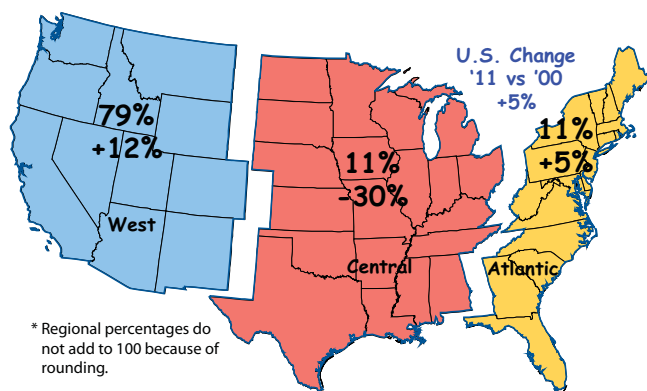 U.S. Change
'11 vs '00
+5%
79%
+12%
West
11%
-30%
Central
11%
+5%
Atlantic
* Regional percentages do
not add to 100 because of
rounding.